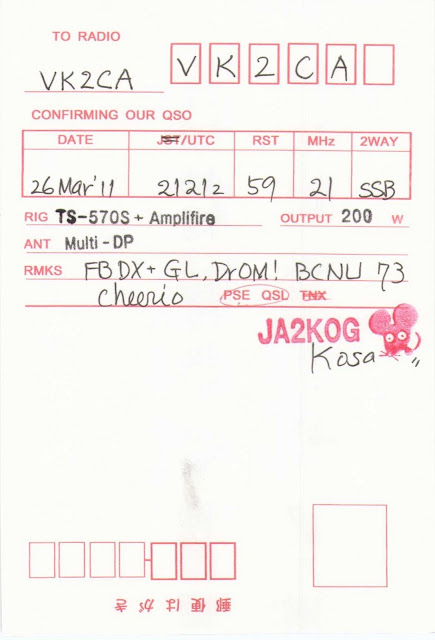 TO RADIO
VK2CA V K 2 C A
CONFIRMING OUR QSO
DATE JST/UTC RST MHz 2WAY
26 Mar'11 2121z 59 21 SSB
RIG TS-570S + Amplifire OUTPUT 200 W
ANT Multi-DP
RMKS FB DX + GL, Dr OM! BCNU 73
cheerio PSE QSL TNX
JA2KOG
Kosa
郵便はがき